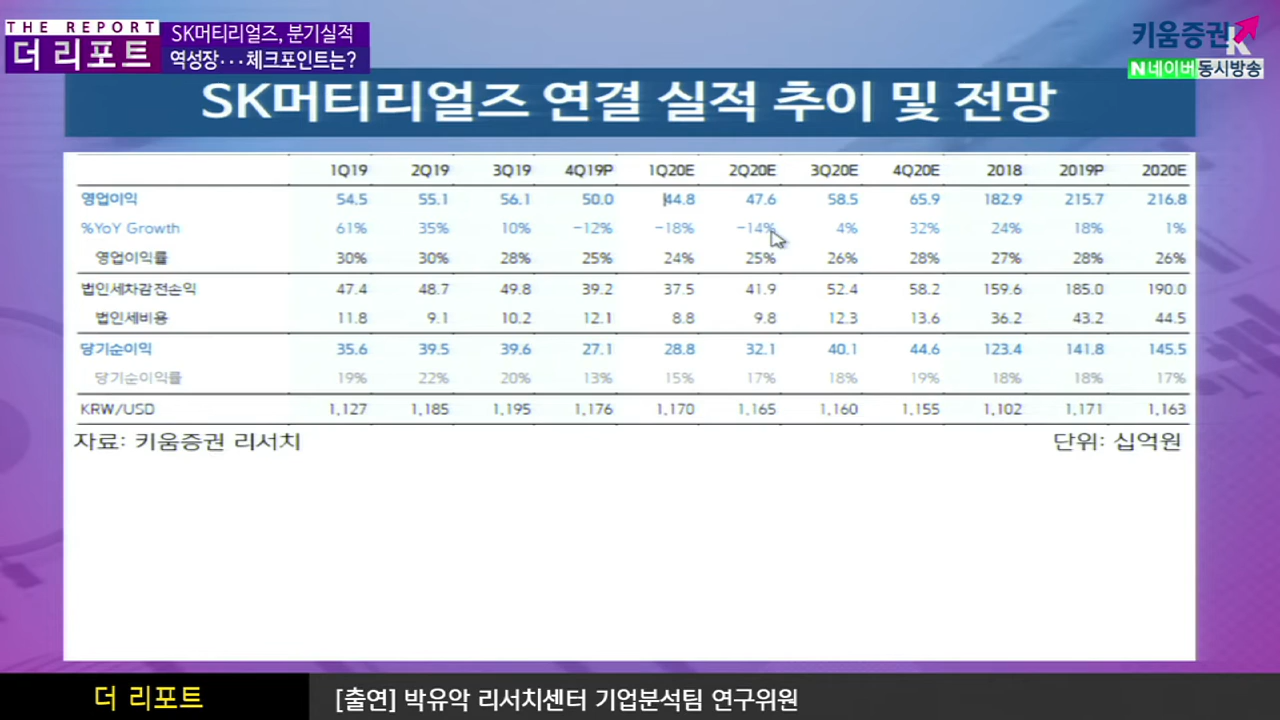 THE REPORT
더 리포트
SK머티리얼즈, 분기실적
역성장···체크포인트는?
키움증권
N네이버 동시방송
SK머티리얼즈 연결 실적 추이 및 전망
1Q19 2Q19 3Q19 4Q19P 1Q20E 2Q20E 3Q20E 4Q20E 2018 2019P 2020E
영업이익 54.5 55.1 56.1 50.0 44.8 47.6 58.5 65.9 182.9 215.7 216.8
%YoY Growth 61% 35% 10% -12% -18% -14% 4% 32% 24% 18% 1%
영업이익률 30% 30% 28% 25% 24% 25% 26% 28% 27% 28% 26%
법인세차감전손익 47.4 48.7 49.8 39.2 37.5 41.9 52.4 58.2 159.6 185.0 190.0
법인세비용 11.8 9.1 10.2 12.1 8.8 9.8 12.3 13.6 36.2 43.2 44.5
당기순이익 35.6 39.5 39.6 27.1 28.8 32.1 40.1 44.6 123.4 141.8 145.5
당기순이익률 19% 22% 20% 13% 15% 17% 18% 19% 18% 18% 17%
KRW/USD 1,127 1,185 1,195 1,176 1,170 1,165 1,160 1,155 1,102 1,171 1,163
자료: 키움증권 리서치 단위: 십억원
더 리포트
[출연] 박유악 리서치센터 기업분석팀 연구위원